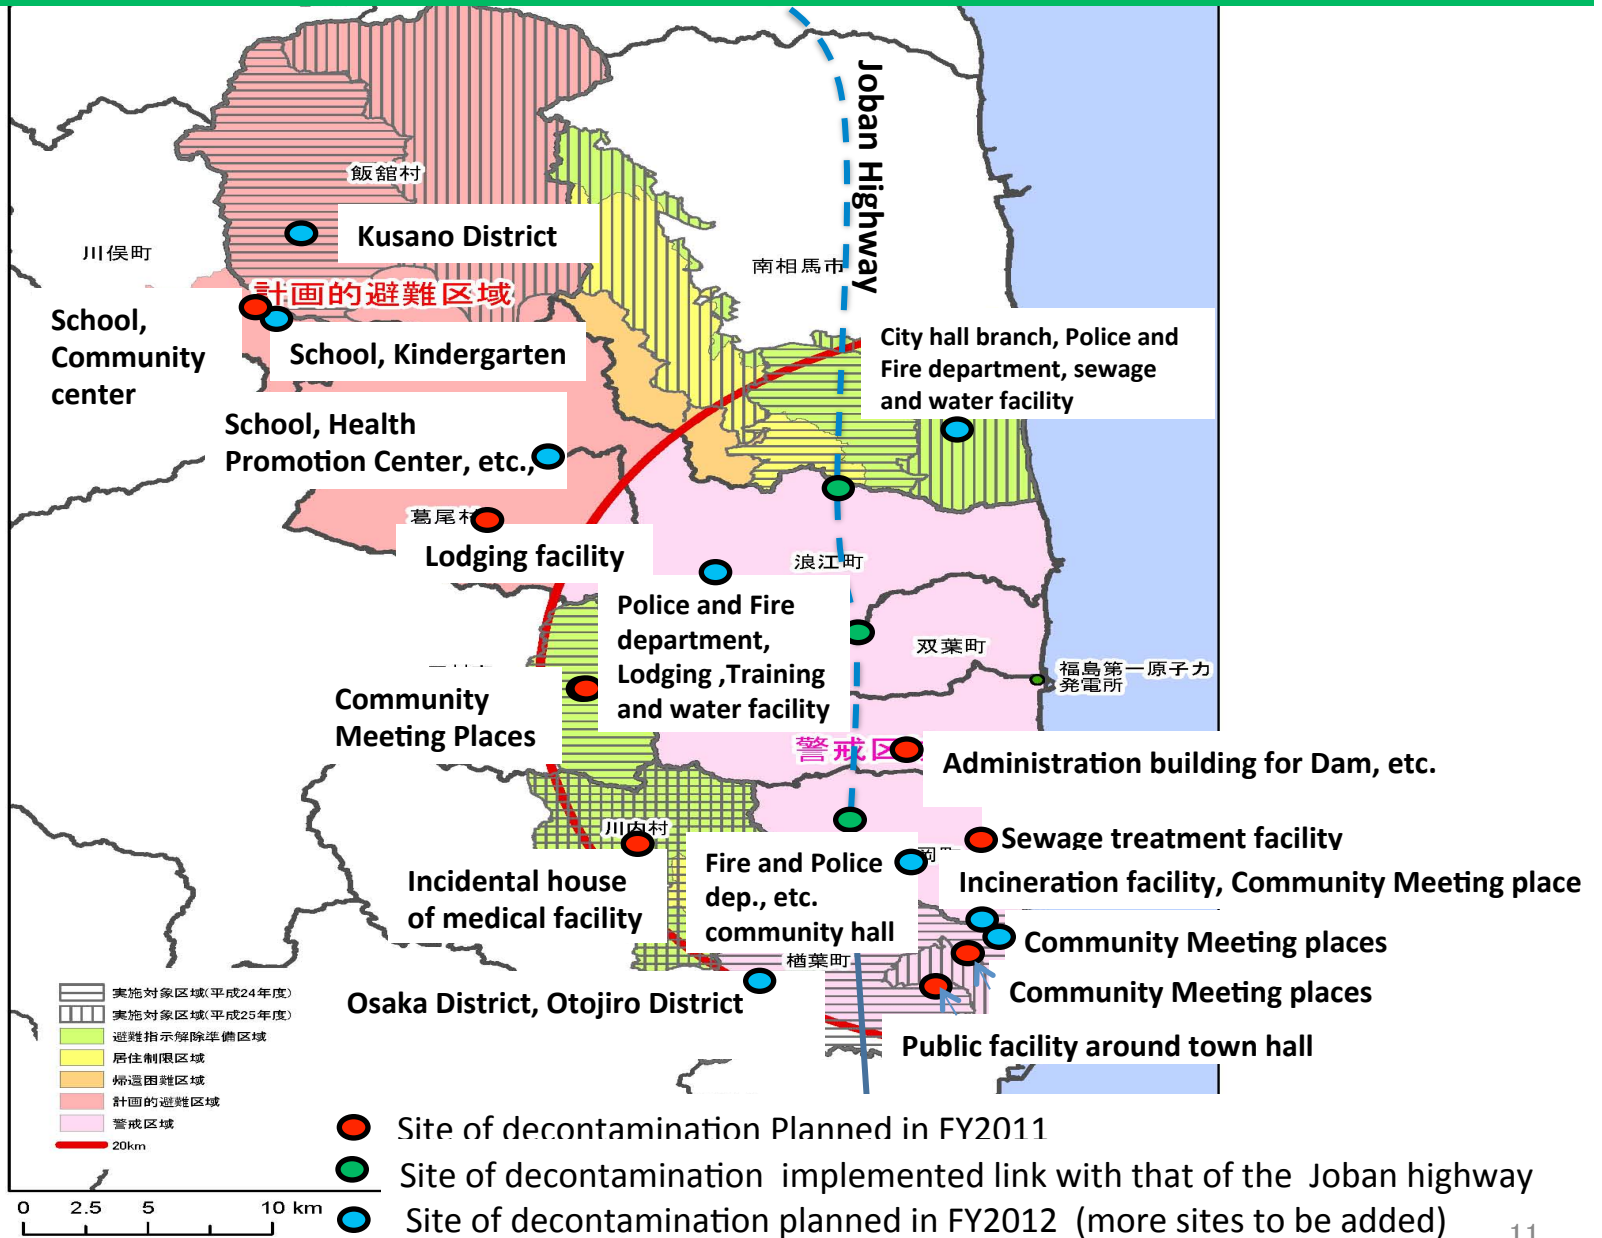 Joban Highway
飯舘村
Kusano District
川俣町
南相馬市
計画的避難区域
School,
Community
center
School, Kindergarten
City hall branch, Police and
Fire department, sewage
and water facility
School, Health
Promotion Center, etc.,
葛尾村
Lodging facility
浪江町
Police and Fire
department,
Lodging ,Training
and water facility
双葉町
福島第一原子力
発電所
Community
Meeting Places
警戒区
Administration building for Dam, etc.
川内村
Sewage treatment facility
Fire and Police
dep., etc.
community hall
岡
Incidental house
of medical facility
Incineration facility, Community Meeting place
Community Meeting places
楢葉町
Osaka District, Otojiro District
Community Meeting places
Public facility around town hall
実施対象区域(平成24年度)
実施対象区域(平成25年度)
避難指示解除準備区域
居住制限区域
帰還困難区域
計画的避難区域
警戒区域
20km
Site of decontamination Planned in FY2011
Site of decontamination implemented link with that of the Joban highway
Site of decontamination planned in FY2012 (more sites to be added)
0 2.5 5 10 km
11